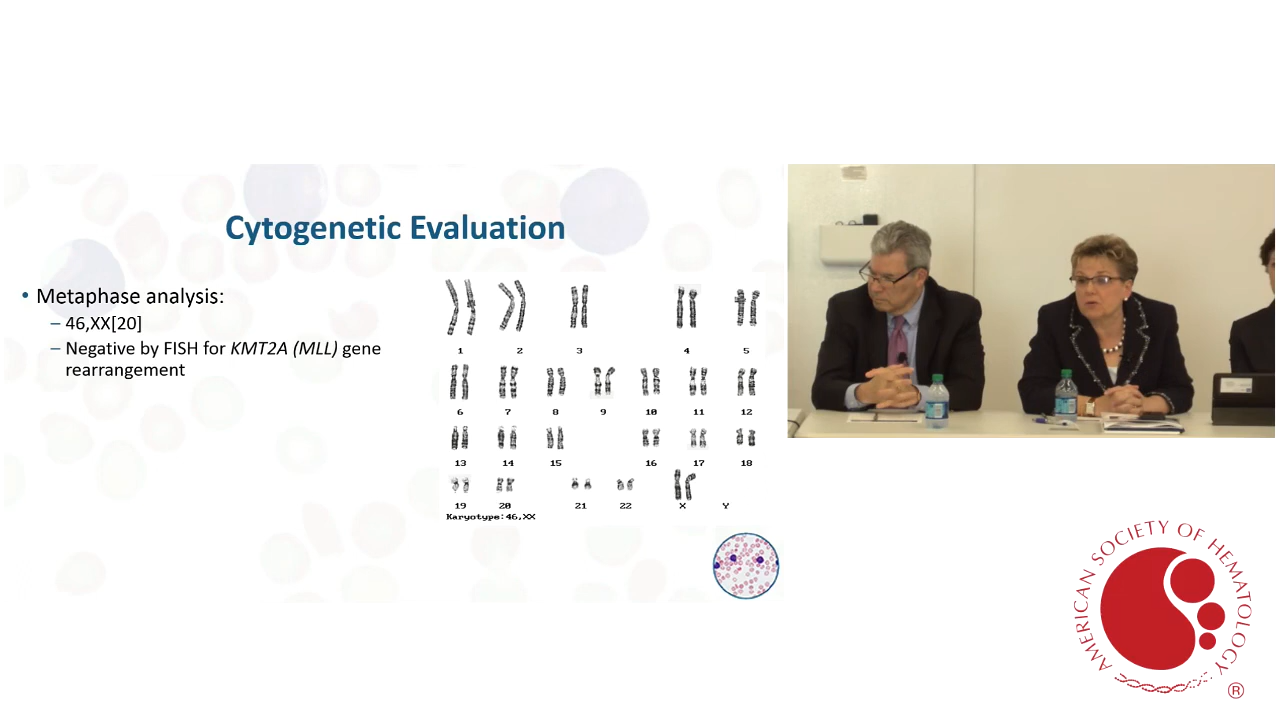 Cytogenetic Evaluation
• Metaphase analysis:
– 46,XX[20]
– Negative by FISH for KMT2A (MLL) gene
rearrangement
1 2 3 4 5
6 7 8 9 10 11 12
13 14 15 16 17 18
19 20 21 22 X Y
Karyotype:46,XX
AMERICAN SOCIETY OF HEMATOLOGY
®